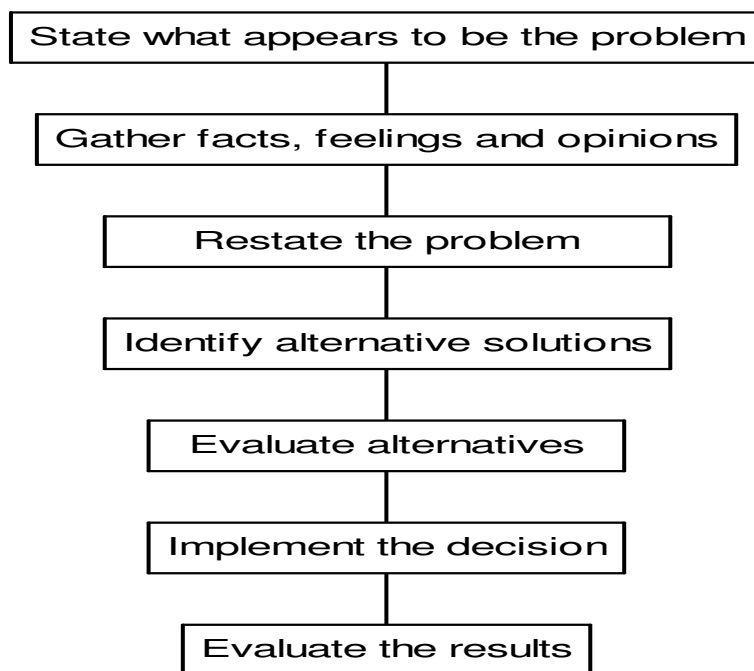 State what appears to be the problem
Gather facts, feelings and opinions
Restate the problem
Identify alternative solutions
Evaluate alternatives
Implement the decision
Evaluate the results